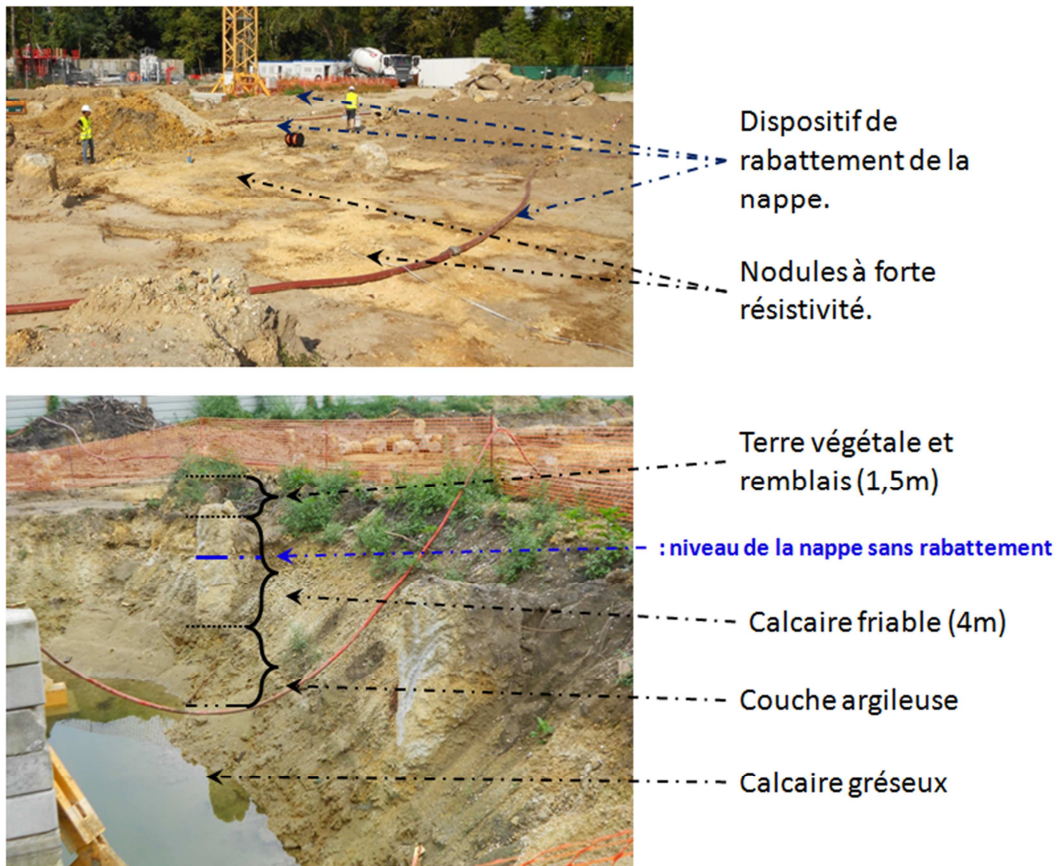 Dispositif de
rabattement de la
nappe.
Nodules à forte
résistivité.
Terre végétale et
remblais (1,5m)
: niveau de la nappe sans rabattement
Calcaire friable (4m)
Couche argileuse
Calcaire gréseux